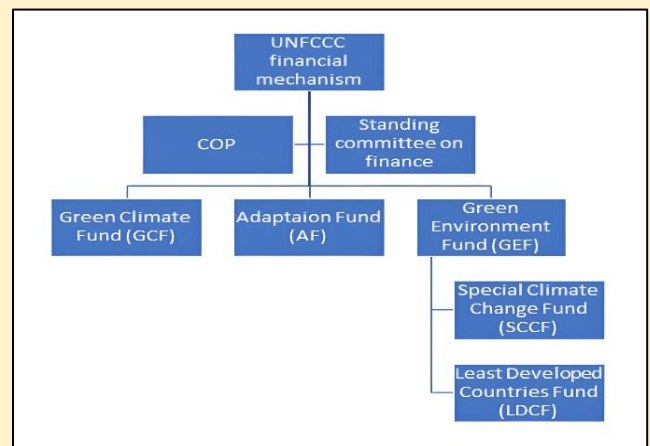 UNFCCC
financial
mechanism
COP
Standing
committee on
finance
Green Climate
Fund (GCF)
Adaptaion Fund
(AF)
Green
Environment
Fund (GEF)
Special Climate
Change Fund
(SCCF)
Least Developed
Countries Fund
(LDCF)